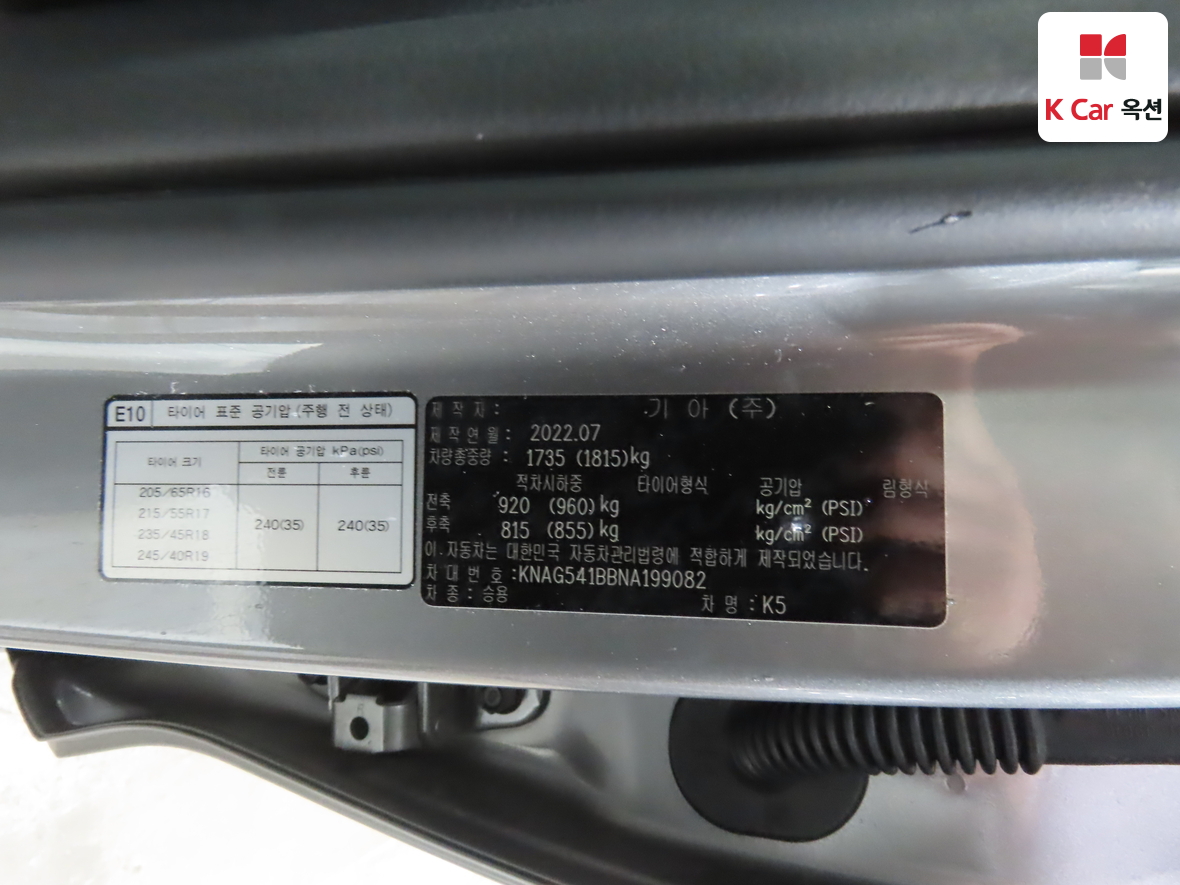 K Car 옥션
E10 타이어 표준 공기압(주행 전 상태)
타이어 크기 타이어 공기압 kPa(psi)
전륜 후륜
205/65R16
215/55R17
235/45R18
245/40R19
240(35) 240(35)
제작자 : 기아(주)
제작연월 : 2022.07
차량총중량 : 1735 (1815)kg
적차시하중 타이어형식 공기압 림형식
전축 920 (960)kg kg/cm² (PSI)
후축 815 (855)kg kg/cm² (PSI)
이 자동차는 대한민국 자동차관리법령에 적합하게 제작되었습니다.
차대번호 :KNAG541BBNA199082
차종 : 승용 차명 : K5